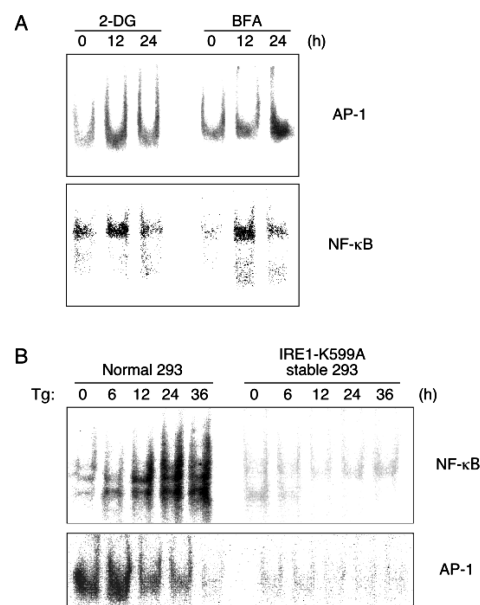 A
2-DG BFA
0 12 24 0 12 24 (h)
AP-1
NF-κB
B
IRE1-K599A
Normal 293 stable 293
Tg: 0 6 12 24 36 0 6 12 24 36 (h)
NF-κB
AP-1